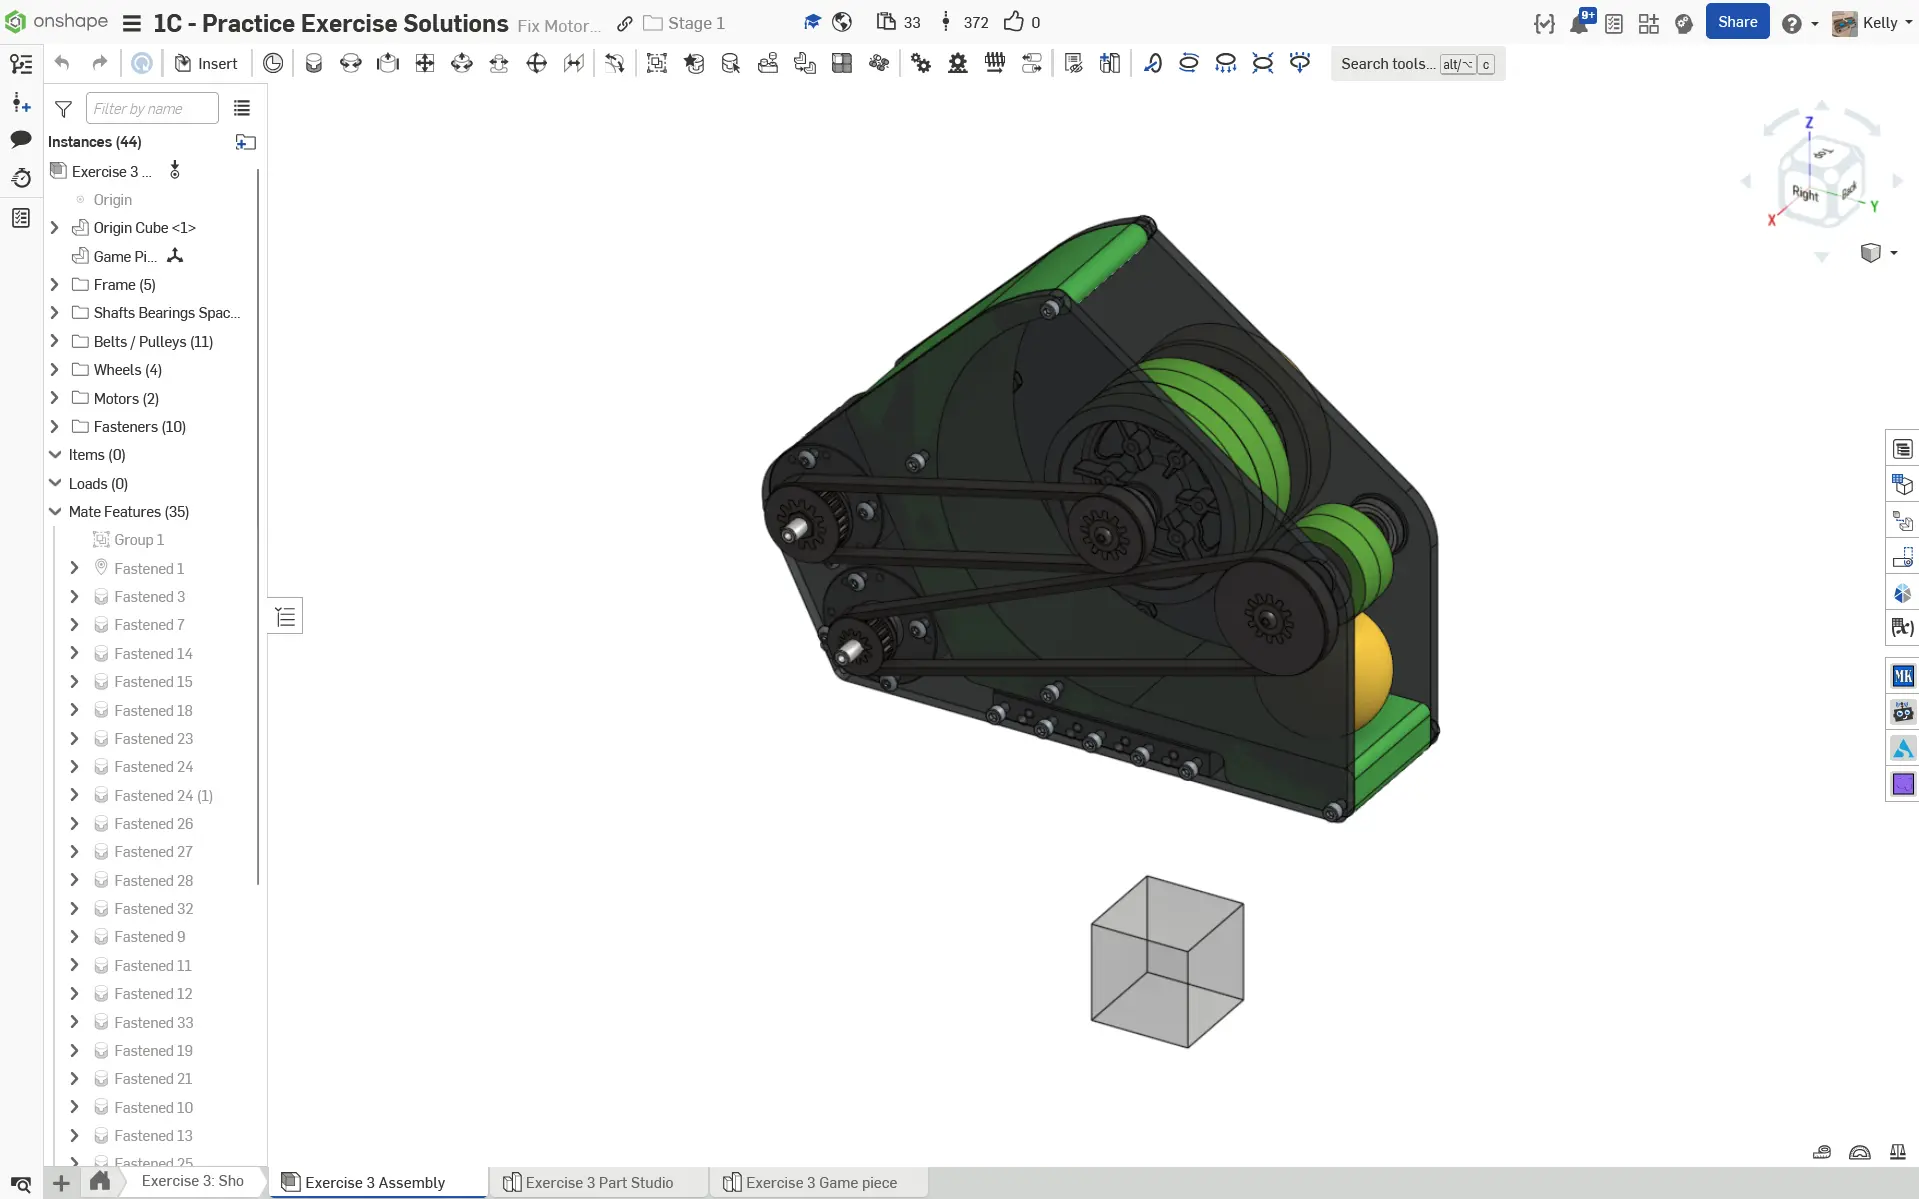 onshape 1C - Practice Exercise Solutions Fix Motor... Stage 1 33 372 0 9+ Share Kelly
Insert Search tools... alt/⌥ c
Filter by name
Instances (44)
Exercise 3 ...
Origin
Origin Cube <1>
Game Pi...
Frame (5)
Shafts Bearings Spac...
Belts / Pulleys (11)
Wheels (4)
Motors (2)
Fasteners (10)
Items (0)
Loads (0)
Mate Features (35)
Group 1
Fastened 1
Fastened 3
Fastened 7
Fastened 14
Fastened 15
Fastened 18
Fastened 23
Fastened 24
Fastened 24 (1)
Fastened 26
Fastened 27
Fastened 28
Fastened 32
Fastened 9
Fastened 11
Fastened 12
Fastened 33
Fastened 19
Fastened 21
Fastened 10
Fastened 13
Fastened 25
Z
Top
Right
Back
X
Y
(x)
MK
Exercise 3: Sho
Exercise 3 Assembly
Exercise 3 Part Studio
Exercise 3 Game piece